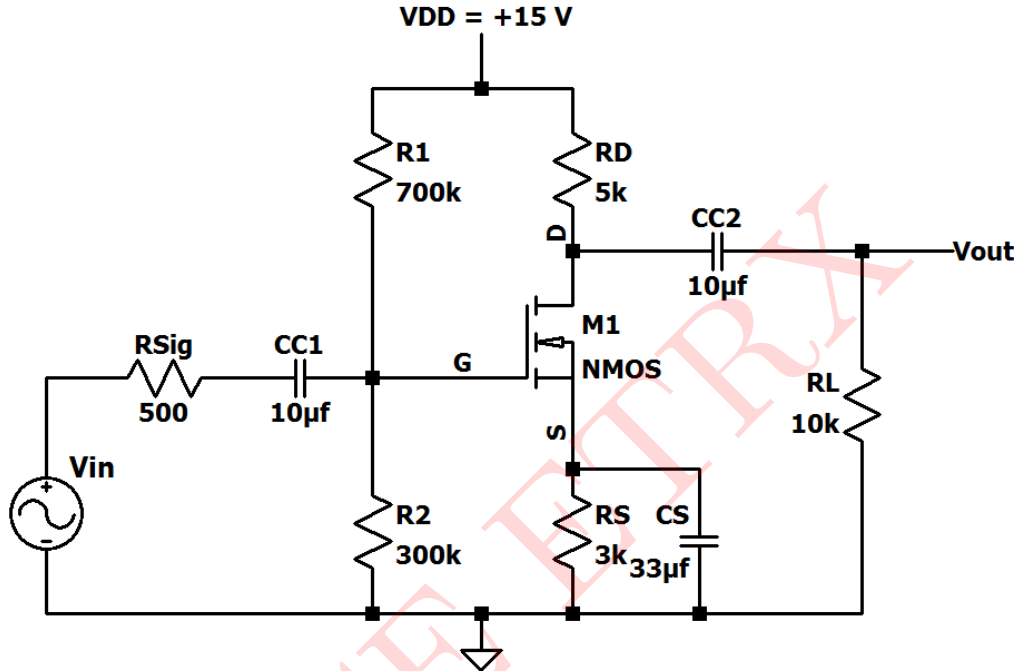 VDD = +15 V
R1
700k
RD
5k
D
CC2
10µf
Vout
M1
NMOS
G
RSig
500
CC1
10µf
RL
10k
S
Vin
+
–
R2
300k
RS
3k
CS
33µf
E ETRX